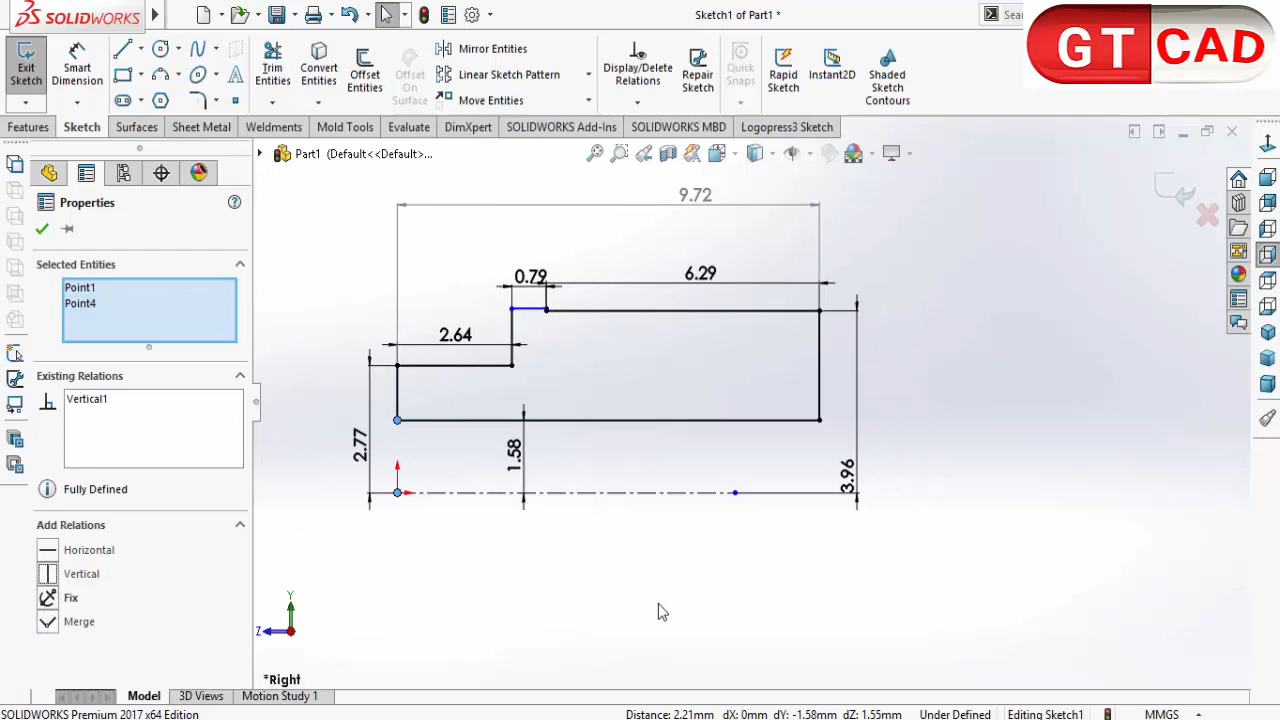 SOLIDWORKS
Sketch1 of Part1 *
Sea
GT CAD
Exit Sketch
Smart Dimension
Trim Entities
Convert Entities
Offset Entities
Offset On Surface
Mirror Entities
Linear Sketch Pattern
Move Entities
Display/Delete Relations
Repair Sketch
Quick Snaps
Rapid Sketch
Instant2D
Shaded Sketch Contours
Features
Sketch
Surfaces
Sheet Metal
Weldments
Mold Tools
Evaluate
DimXpert
SOLIDWORKS Add-Ins
SOLIDWORKS MBD
Logopress3 Search
Part1 (Default<<Default>...
Properties
Selected Entities
Point1
Point4
Existing Relations
Vertical1
Fully Defined
Add Relations
Horizontal
Vertical
Fix
Merge
9.72
0.79
6.29
2.64
2.77
1.58
3.96
Y
Z
*Right
Model
3D Views
Motion Study 1
SOLIDWORKS Premium 2017 x64 Edition
Distance: 2.21mm dX: 0mm dY: -1.58mm dZ: 1.55mm
Under Defined
Editing Sketch1
MMGS